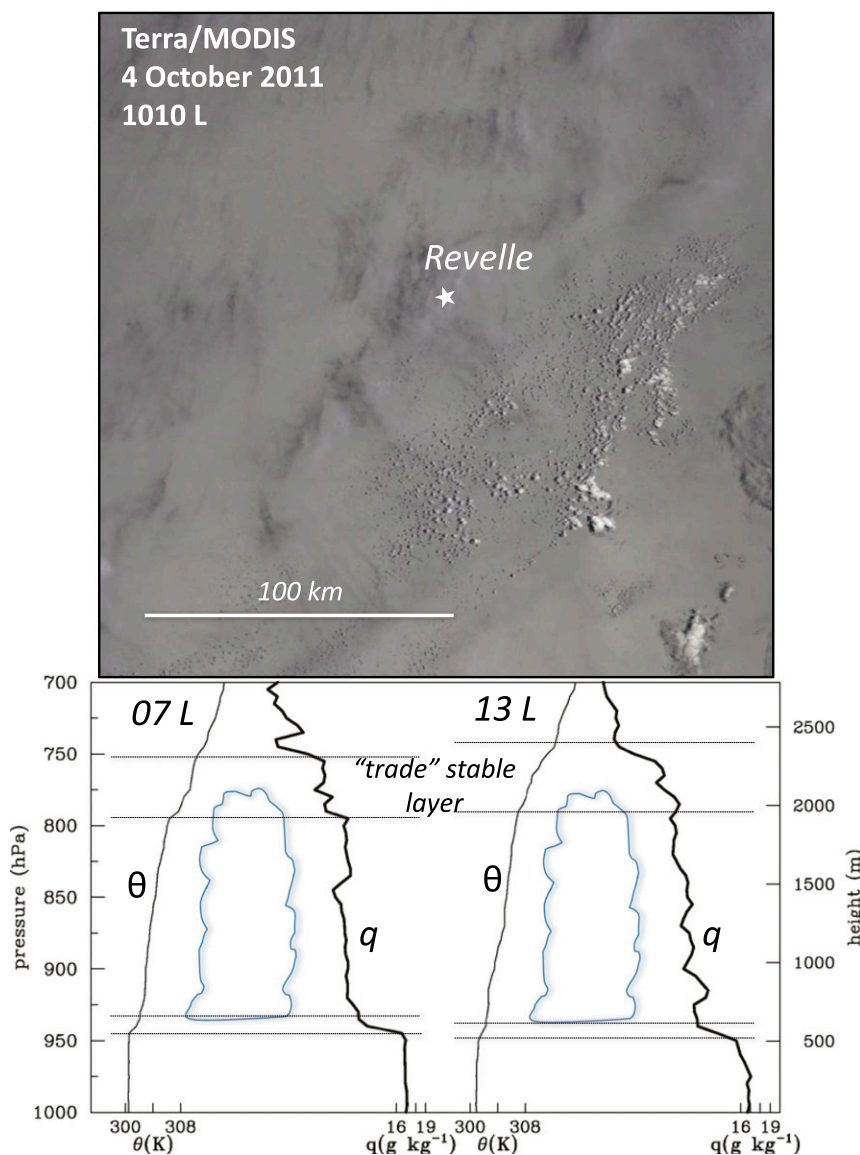 Terra/MODIS
4 October 2011
1010 L
Revelle
100 km
700
750
800
850
900
950
1000
pressure (hPa)
07 L
13 L
"trade" stable
layer
θ
q
θ
q
2500
2000
1500
1000
500
height (m)
300 308 16 19 300 308 16 19
θ(K) q(g kg⁻¹) θ(K) q(g kg⁻¹)